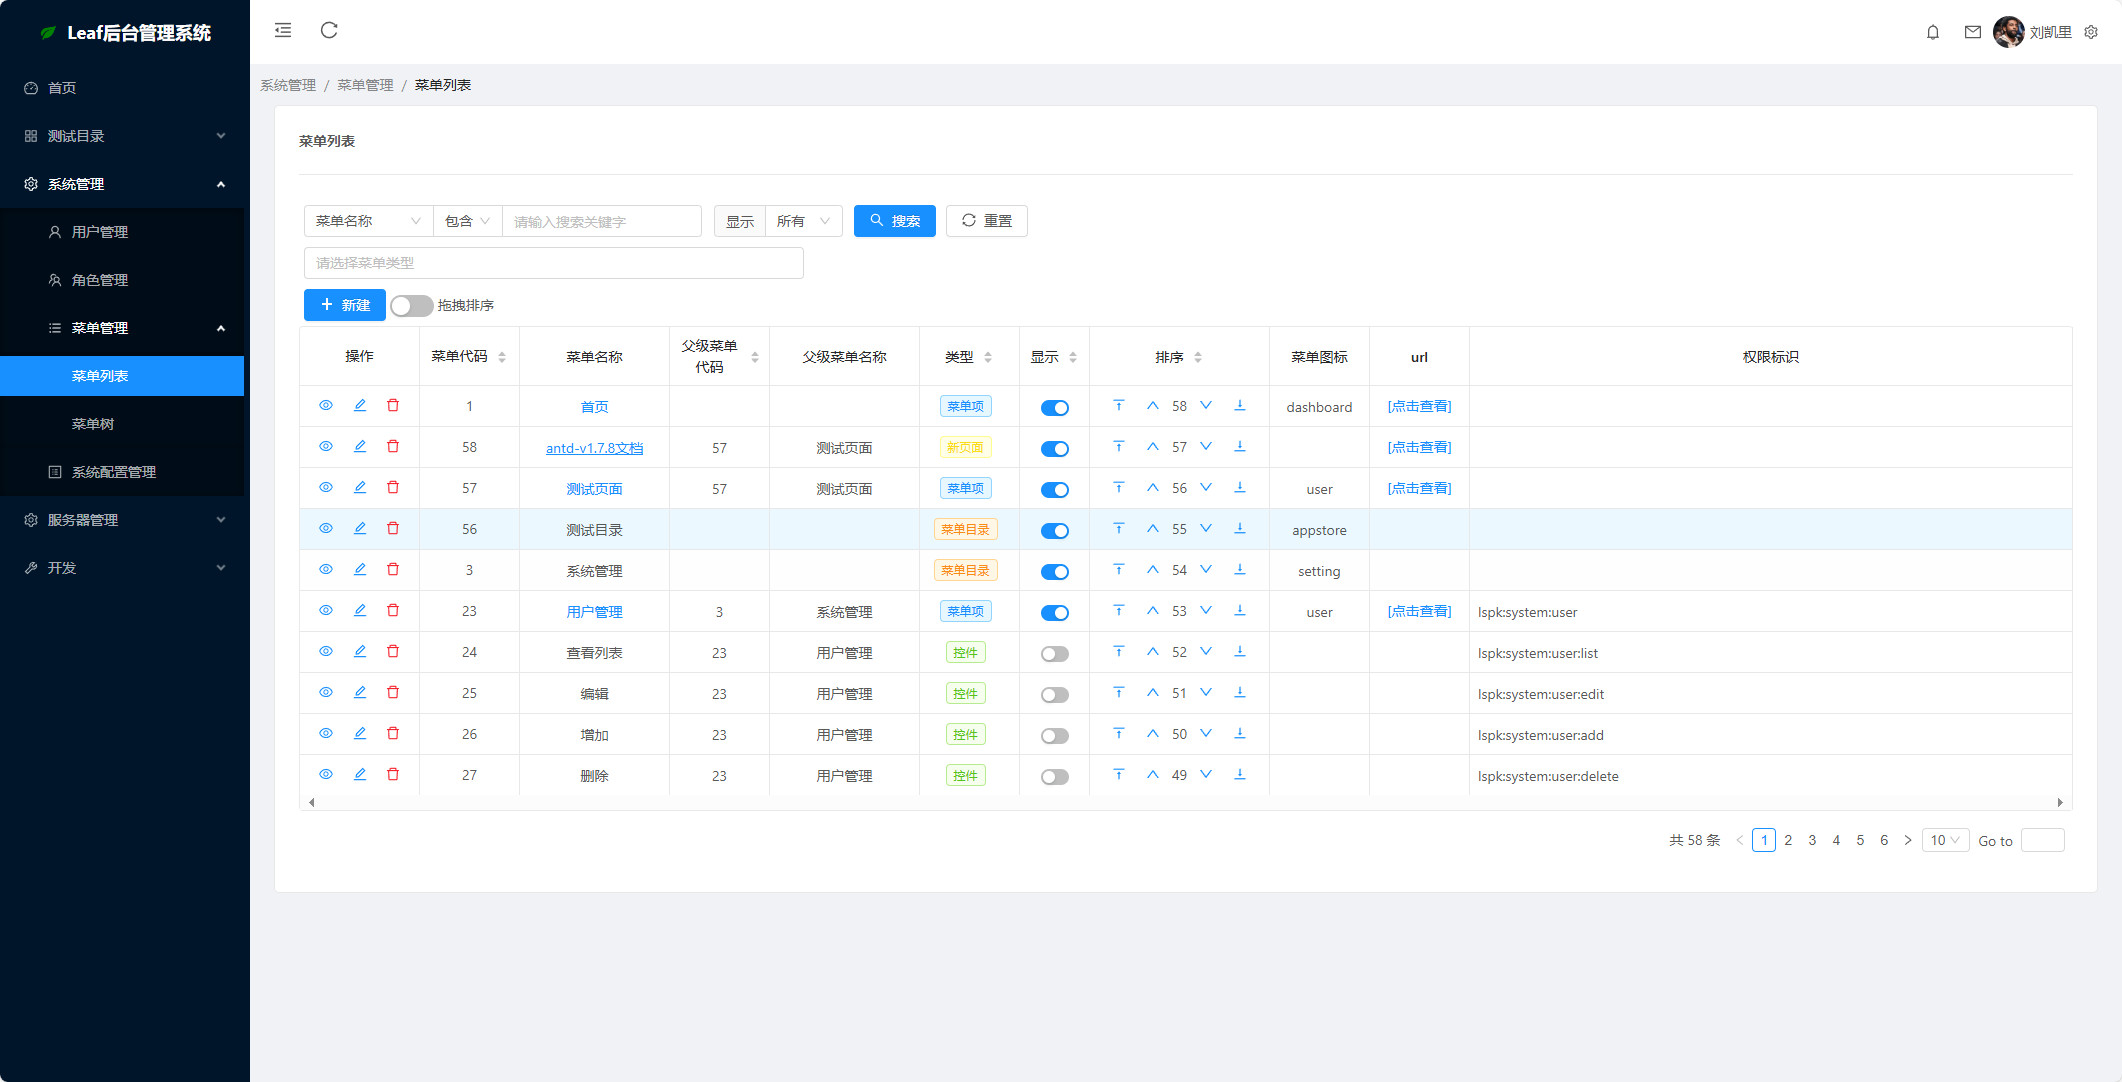 Leaf后台管理系统
首页
测试目录
系统管理
用户管理
角色管理
菜单管理
菜单列表
菜单树
系统配置管理
服务器管理
开发
刘凯里
系统管理 / 菜单管理 / 菜单列表
菜单列表
菜单名称 包含 请输入搜索关键字 显示 所有 搜索 重置
请选择菜单类型
新建 拖拽排序
操作 菜单代码 菜单名称 父级菜单代码 父级菜单名称 类型 显示 排序 菜单图标 url 权限标识
1 首页 菜单项 58 dashboard [点击查看]
58 antd-v1.7.8文档 57 测试页面 新页面 57 [点击查看]
57 测试页面 57 测试页面 菜单项 56 user [点击查看]
56 测试目录 菜单目录 55 appstore
3 系统管理 菜单目录 54 setting
23 用户管理 3 系统管理 菜单项 53 user [点击查看] lspk:system:user
24 查看列表 23 用户管理 控件 52 lspk:system:user:list
25 编辑 23 用户管理 控件 51 lspk:system:user:edit
26 增加 23 用户管理 控件 50 lspk:system:user:add
27 删除 23 用户管理 控件 49 lspk:system:user:delete
共 58 条 1 2 3 4 5 6 10 Go to